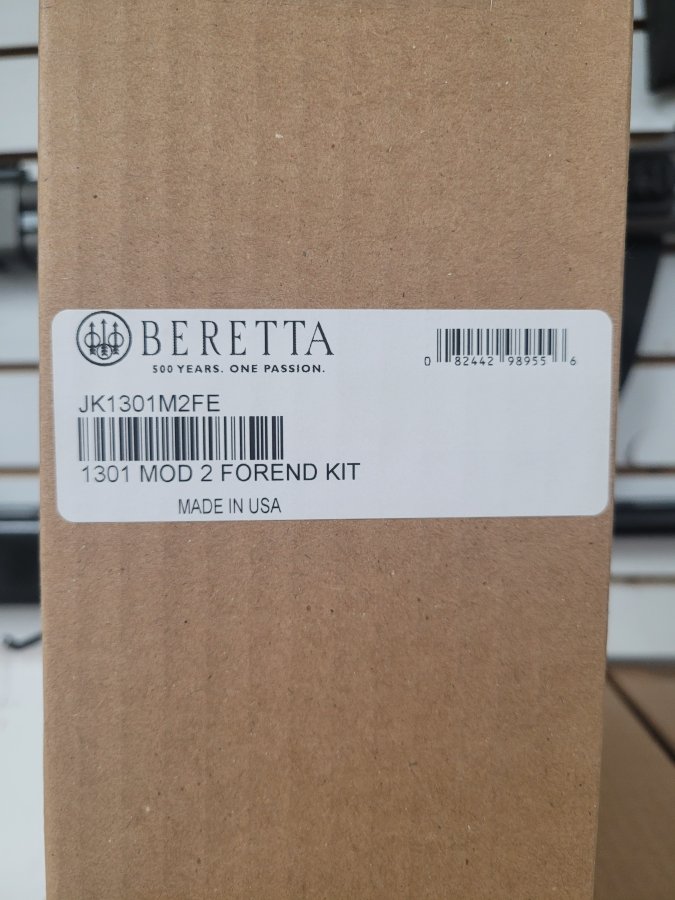 BERETTA
500 YEARS. ONE PASSION.
0 82442 98955 6
JK1301M2FE
1301 MOD 2 FOREND KIT
MADE IN USA